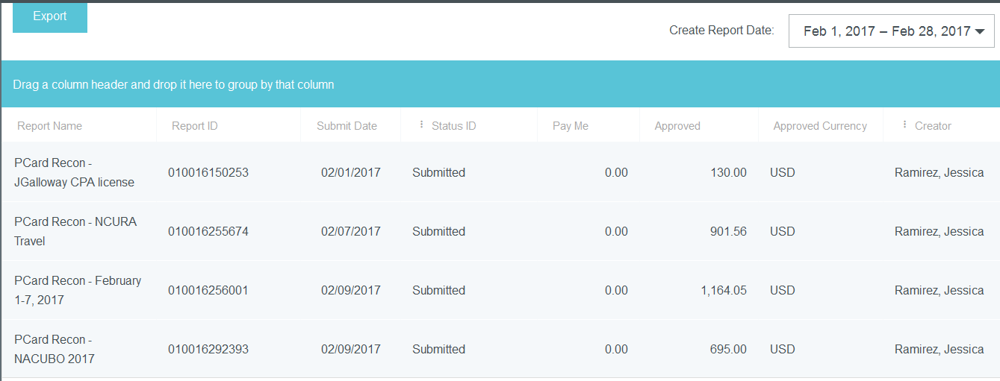 Export
Create Report Date: Feb 1, 2017 – Feb 28, 2017
Drag a column header and drop it here to group by that column
Report Name Report ID Submit Date Status ID Pay Me Approved Approved Currency Creator
PCard Recon -
JGalloway CPA license 010016150253 02/01/2017 Submitted 0.00 130.00 USD Ramirez, Jessica
PCard Recon - NCURA
Travel 010016255674 02/07/2017 Submitted 0.00 901.56 USD Ramirez, Jessica
PCard Recon - February
1-7, 2017 010016256001 02/09/2017 Submitted 0.00 1,164.05 USD Ramirez, Jessica
PCard Recon -
NACUBO 2017 010016292393 02/09/2017 Submitted 0.00 695.00 USD Ramirez, Jessica